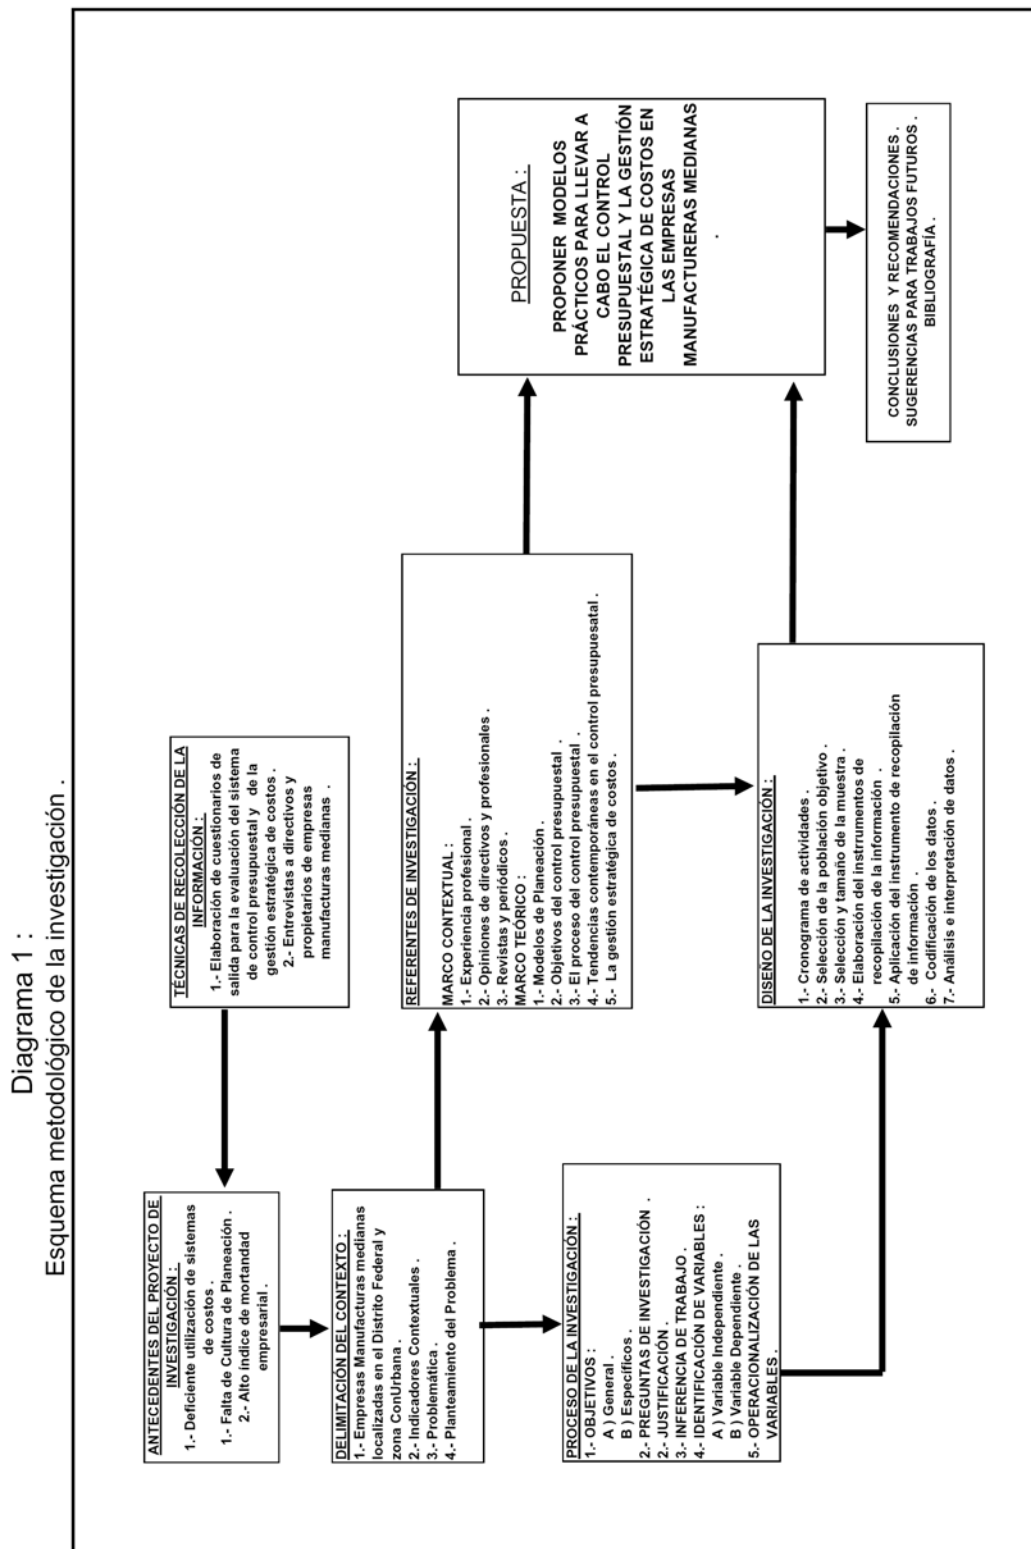 Diagrama 1 :
Esquema metodológico de la investigación .
ANTECEDENTES DEL PROYECTO DE
INVESTIGACIÓN :
1.- Deficiente utilización de sistemas
de costos .
1.- Falta de Cultura de Planeación .
2.- Alto índice de mortandad
empresarial .
TÉCNICAS DE RECOLECCIÓN DE LA
INFORMACIÓN :
1.- Elaboración de cuestionarios de
salida para la evaluación del sistema
de control presupuestal y de la
gestión estratégica de costos .
2.- Entrevistas a directivos y
propietarios de empresas
manufacturas medianas .
DELIMITACIÓN DEL CONTEXTO :
1.- Empresas Manufacturas medianas
localizadas en el Distrito Federal y
zona ConUrbana .
2.- Indicadores Contextuales .
3.- Problemática .
4.- Planteamiento del Problema .
REFERENTES DE INVESTIGACIÓN :
MARCO CONTEXTUAL :
1.- Experiencia profesional .
2.- Opiniones de directivos y profesionales .
3.- Revistas y periódicos .
MARCO TEÓRICO :
1.- Modelos de Planeación .
2.- Objetivos del control presupuestal .
3.- El proceso del control presupuestal .
4.- Tendencias contemporáneas en el control presupuesatal .
5.- La gestión estratégica de costos .
PROPUESTA :
PROPONER MODELOS
PRÁCTICOS PARA LLEVAR A
CABO EL CONTROL
PRESUPUESTAL Y LA GESTIÓN
ESTRATÉGICA DE COSTOS EN
LAS EMPRESAS
MANUFACTURERAS MEDIANAS
.
PROCESO DE LA INVESTIGACIÓN :
1.- OBJETIVOS :
A ) General .
B ) Específicos .
2.- PREGUNTAS DE INVESTIGACIÓN .
2.- JUSTIFICACIÓN .
3.- INFERENCIA DE TRABAJO .
4.- IDENTIFICACIÓN DE VARIABLES :
A ) Variable Independiente .
B ) Variable Dependiente .
5.- OPERACIONALIZACIÓN DE LAS
VARIABLES .
DISEÑO DE LA INVESTIGACIÓN :
1.- Cronograma de actividades .
2.- Selección de la población objetivo .
3.- Selección y tamaño de la muestra .
4.- Elaboración del instrrumentos de
recopilación de la información .
5.- Aplicación del instrumento de recopilación
de información .
6.- Codificación de los datos .
7.- Análisis e interpretación de datos .
CONCLUSIONES Y RECOMENDACIONES .
SUGERENCIAS PARA TRABAJOS FUTUROS .
BIBLIOGRAFÍA .